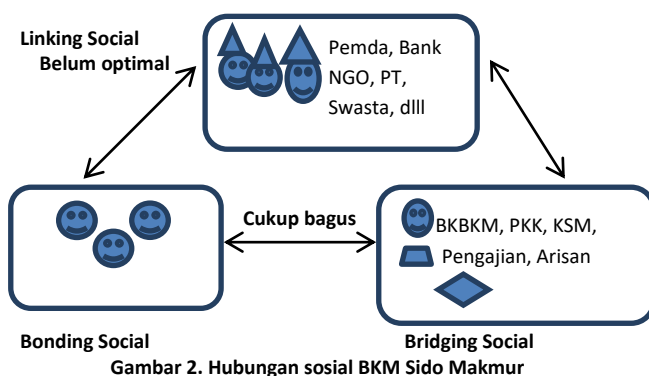 Linking Social
Belum optimal
Pemda, Bank
NGO, PT,
Swasta, dlll
Cukup bagus
BKBKM, PKK, KSM,
Pengajian, Arisan
Bonding Social
Bridging Social
Gambar 2. Hubungan sosial BKM Sido Makmur